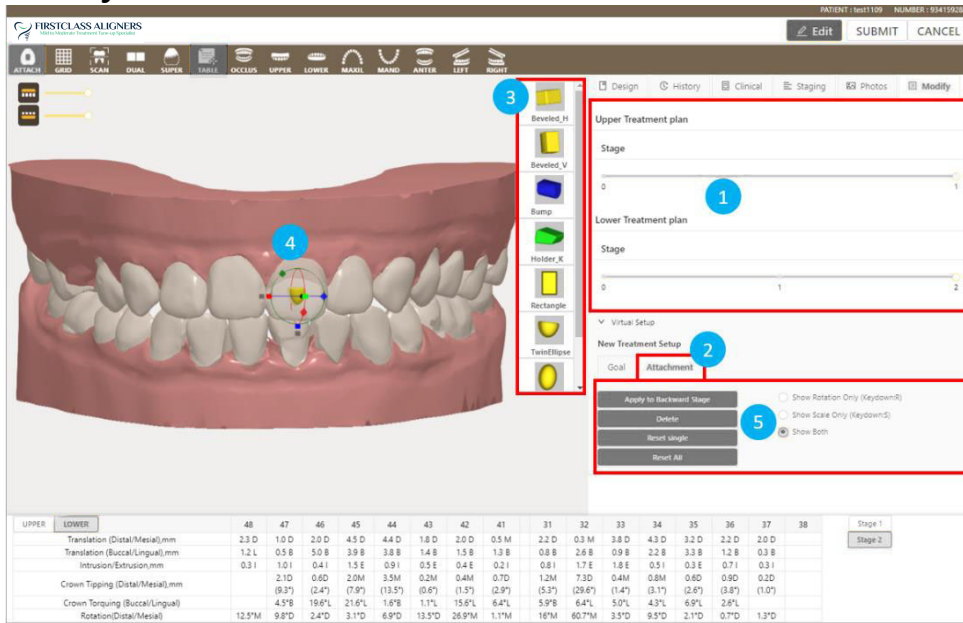 PATIENT : test1109 NUMBER : 93415928
FIRSTCLASS ALIGNERS
Mild to Moderate Treatment Tune-up Specialist
Edit SUBMIT CANCEL
ATTACH GRID SCAN DUAL SUPER TABLE OCCLUS UPPER LOWER MAXIL MAND ANTER LEFT RIGHT
Design History Clinical Staging Photos Modify
3
Beveled_H
Beveled_V
Bump
Holder_K
Rectangle
TwinEllipse
4
Upper Treatment plan
Stage
0 1
1
Lower Treatment plan
Stage
0 1 2
Virtual Setup
New Treatment Setup
2
Goal Attachment
Apply to Backward Stage
Delete
Reset single
Reset All
5
Show Rotation Only (Keydown:R)
Show Scale Only (Keydown:S)
Show Both
UPPER LOWER 48 47 46 45 44 43 42 41 31 32 33 34 35 36 37 38
Translation (Distal/Mesial),mm 2.3 D 1.0 D 2.0 D 4.5 D 4.4 D 1.8 D 2.0 D 0.5 M 2.2 D 0.3 M 3.8 D 4.3 D 3.2 D 2.2 D 2.0 D
Translation (Buccal/Lingual),mm 1.2 L 0.5 B 5.0 B 3.9 B 3.8 B 1.4 B 1.5 B 1.3 B 0.8 B 2.6 B 0.9 B 2.2 B 3.3 B 1.2 B 0.3 B
Intrusion/Extrusion,mm 0.3 I 1.0 I 0.4 I 1.5 E 0.9 I 0.5 E 0.4 E 0.2 I 0.8 I 1.7 E 1.8 E 0.5 I 0.3 E 0.7 I 0.3 I
Crown Tipping (Distal/Mesial),mm 2.1D 0.6D 2.0M 3.5M 0.2M 0.4M 0.7D 1.2M 7.3D 0.4M 0.8M 0.6D 0.9D 0.2D
(5.3°) (2.4°) (7.9°) (13.5°) (0.6°) (1.5°) (2.9°) (5.3°) (29.6°) (1.4°) (3.1°) (2.6°) (3.8°) (1.0°)
Crown Torquing (Buccal/Lingual) 4.5°B 19.6°L 21.6°L 1.6°B 1.1°L 15.6°L 6.4°L 5.9°B 6.4°L 5.0°L 4.3°L 6.9°L 2.6°L
Rotation(Distal/Mesial) 12.5°M 9.8°D 2.4°D 3.1°D 6.9°D 13.5°D 26.9°M 1.1°M 16°M 60.7°M 3.5°D 9.5°D 2.1°D 0.7°D 1.3°D
Stage 1
Stage 2